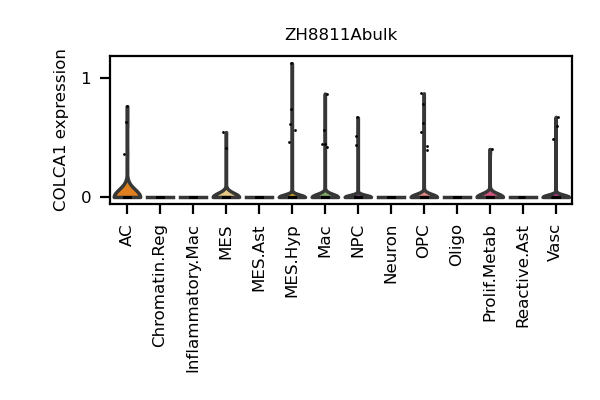 ZH8811Abulk
COLCA1 expression
1
0
AC
Chromatin.Reg
Inflammatory.Mac
MES
MES.Ast
MES.Hyp
Mac
NPC
Neuron
OPC
Oligo
Prolif.Metab
Reactive.Ast
Vasc